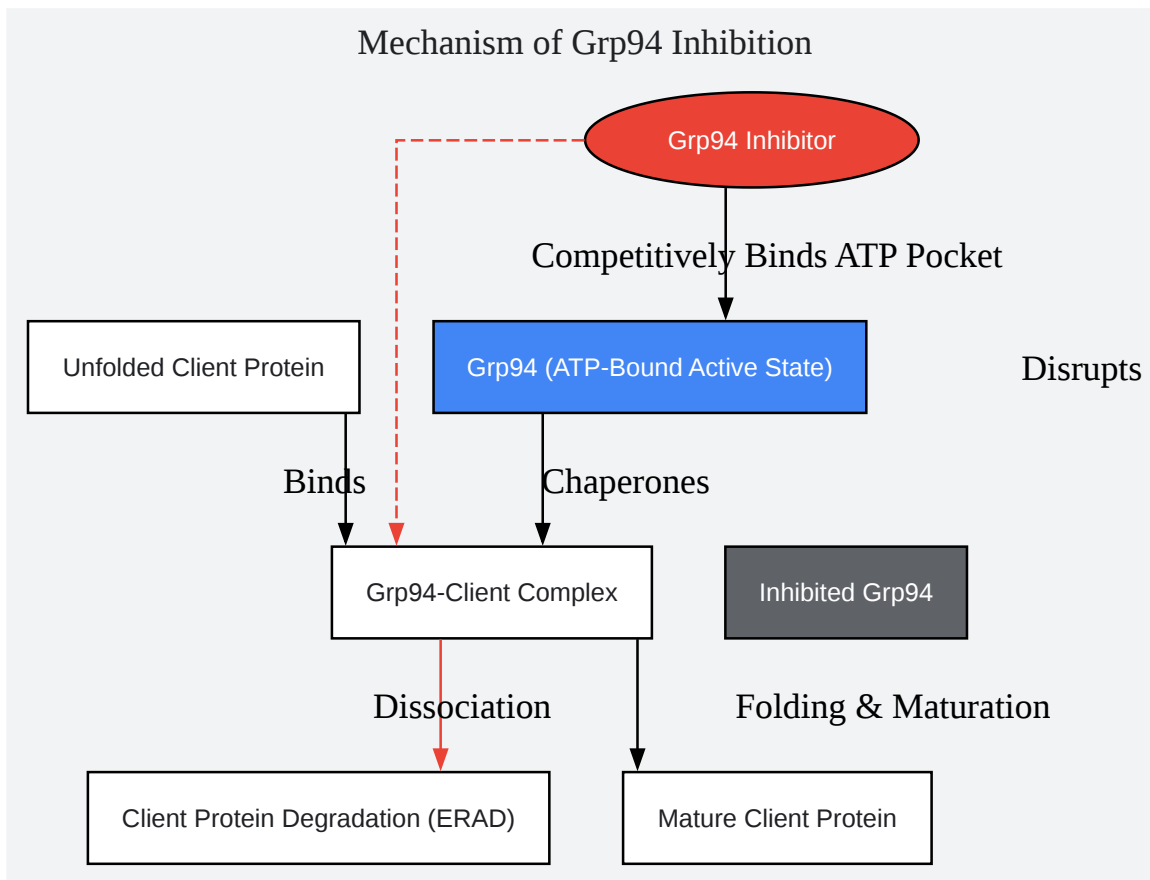 Mechanism of Grp94 Inhibition
Grp94 Inhibitor
Competitively Binds ATP Pocket
Unfolded Client Protein
Grp94 (ATP-Bound Active State)
Disrupts
Binds
Chaperones
Grp94-Client Complex
Inhibited Grp94
Dissociation
Folding & Maturation
Client Protein Degradation (ERAD)
Mature Client Protein